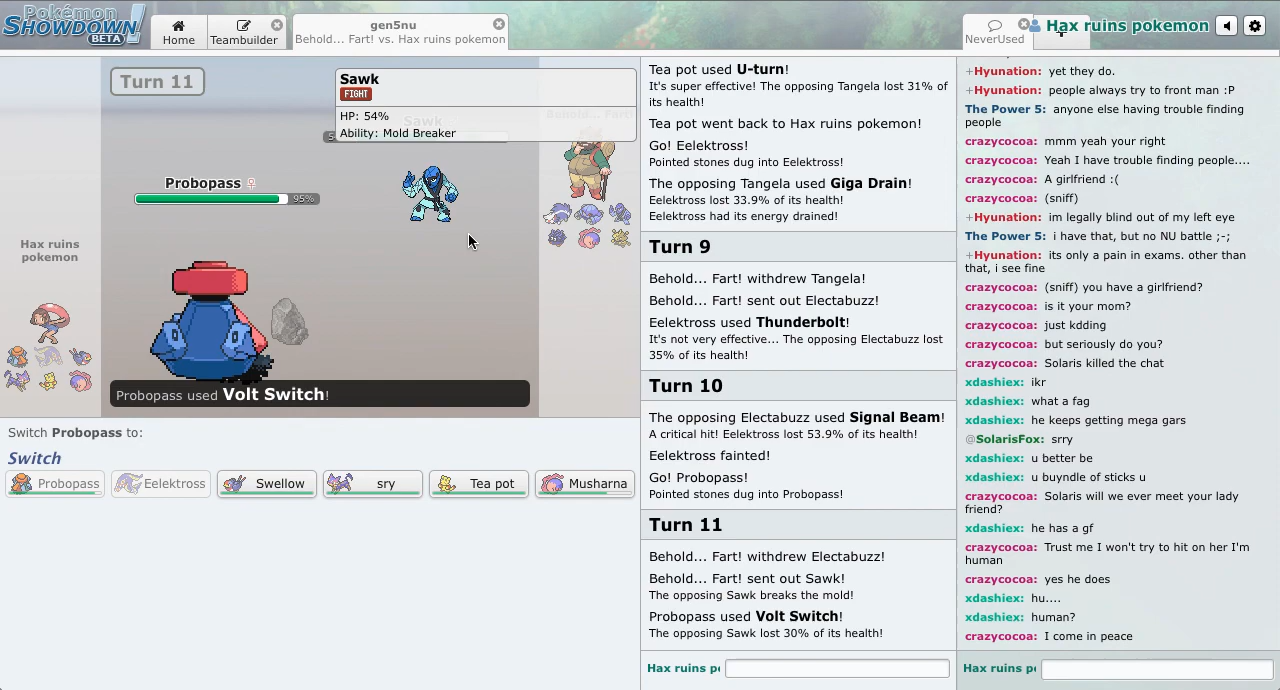 Pokémon
SHOWDOWN!
BETA
Home
Teambuilder
gen5nu
Behold... Fart! vs. Hax ruins pokemon
NeverUsed
Hax ruins pokemon
Turn 11
Sawk
FIGHT
HP: 54%
Ability: Mold Breaker
Sawk
Behold... Fart!
Probopass ♀
95%
Hax ruins
pokemon
Probopass used Volt Switch!
Switch Probopass to:
Switch
Probopass
Eelektross
Swellow
sry
Tea pot
Musharna
Tea pot used U-turn!
It's super effective! The opposing Tangela lost 31% of
its health!
Tea pot went back to Hax ruins pokemon!
Go! Eelektross!
Pointed stones dug into Eelektross!
The opposing Tangela used Giga Drain!
Eelektross lost 33.9% of its health!
Eelektross had its energy drained!
Turn 9
Behold... Fart! withdrew Tangela!
Behold... Fart! sent out Electabuzz!
Eelektross used Thunderbolt!
It's not very effective... The opposing Electabuzz lost
35% of its health!
Turn 10
The opposing Electabuzz used Signal Beam!
A critical hit! Eelektross lost 53.9% of its health!
Eelektross fainted!
Go! Probopass!
Pointed stones dug into Probopass!
Turn 11
Behold... Fart! withdrew Electabuzz!
Behold... Fart! sent out Sawk!
The opposing Sawk breaks the mold!
Probopass used Volt Switch!
The opposing Sawk lost 30% of its health!
Hax ruins p
+Hyunation: yet they do.
+Hyunation: people always try to front man :P
The Power 5: anyone else having trouble finding
people
crazycocoa: mmm yeah your right
crazycocoa: Yeah I have trouble finding people....
crazycocoa: A girlfriend :(
crazycocoa: (sniff)
+Hyunation: im legally blind out of my left eye
The Power 5: i have that, but no NU battle ;-;
+Hyunation: its only a pain in exams. other than
that, i see fine
crazycocoa: (sniff) you have a girlfriend?
crazycocoa: is it your mom?
crazycocoa: just kdding
crazycocoa: but seriously do you?
crazycocoa: Solaris killed the chat
xdashiex: ikr
xdashiex: what a fag
xdashiex: he keeps getting mega gars
@SolarisFox: srry
xdashiex: u better be
xdashiex: u buyndle of sticks u
crazycocoa: Solaris will we ever meet your lady
friend?
xdashiex: he has a gf
crazycocoa: Trust me I won't try to hit on her I'm
human
crazycocoa: yes he does
xdashiex: hu....
xdashiex: human?
crazycocoa: I come in peace
Hax ruins p